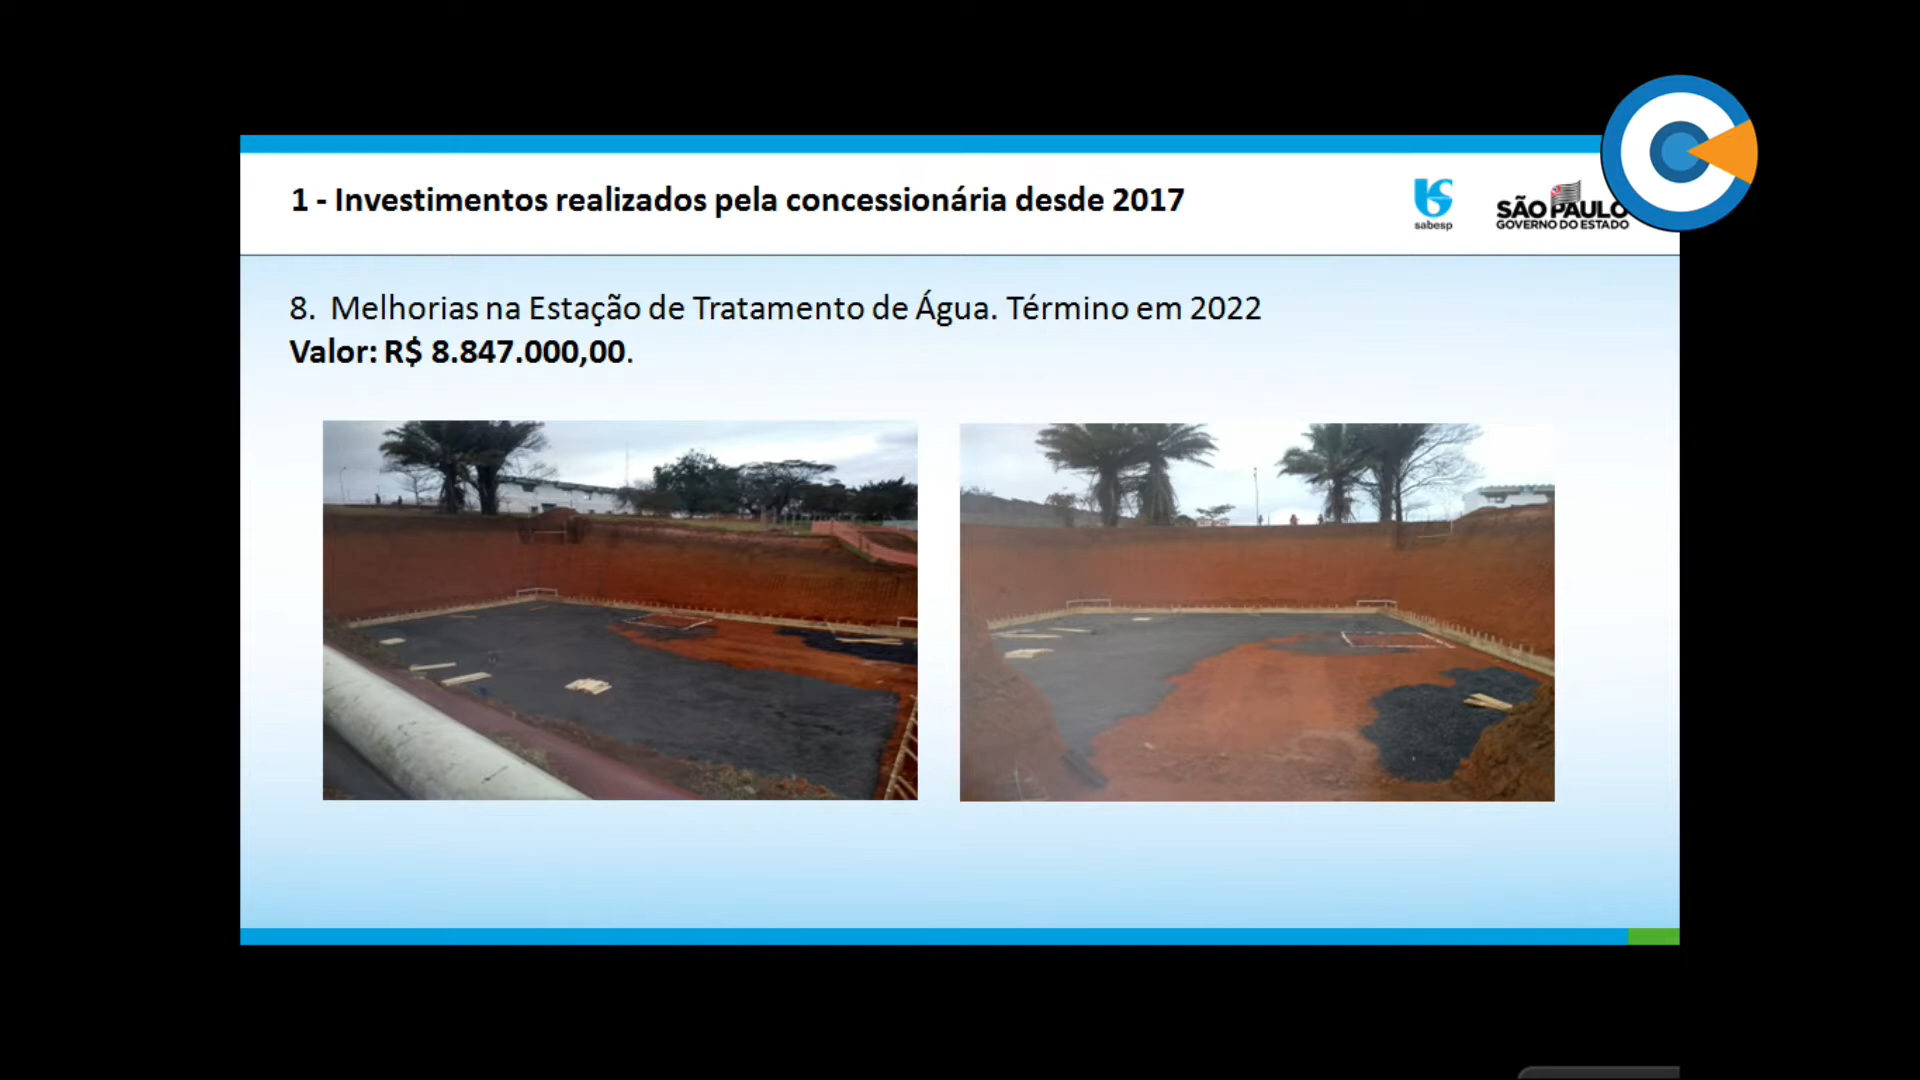 1 - Investimentos realizados pela concessionária desde 2017
sabesp
SÃO PAULO
GOVERNO DO ESTADO
8. Melhorias na Estação de Tratamento de Água. Término em 2022
Valor: R$ 8.847.000,00.